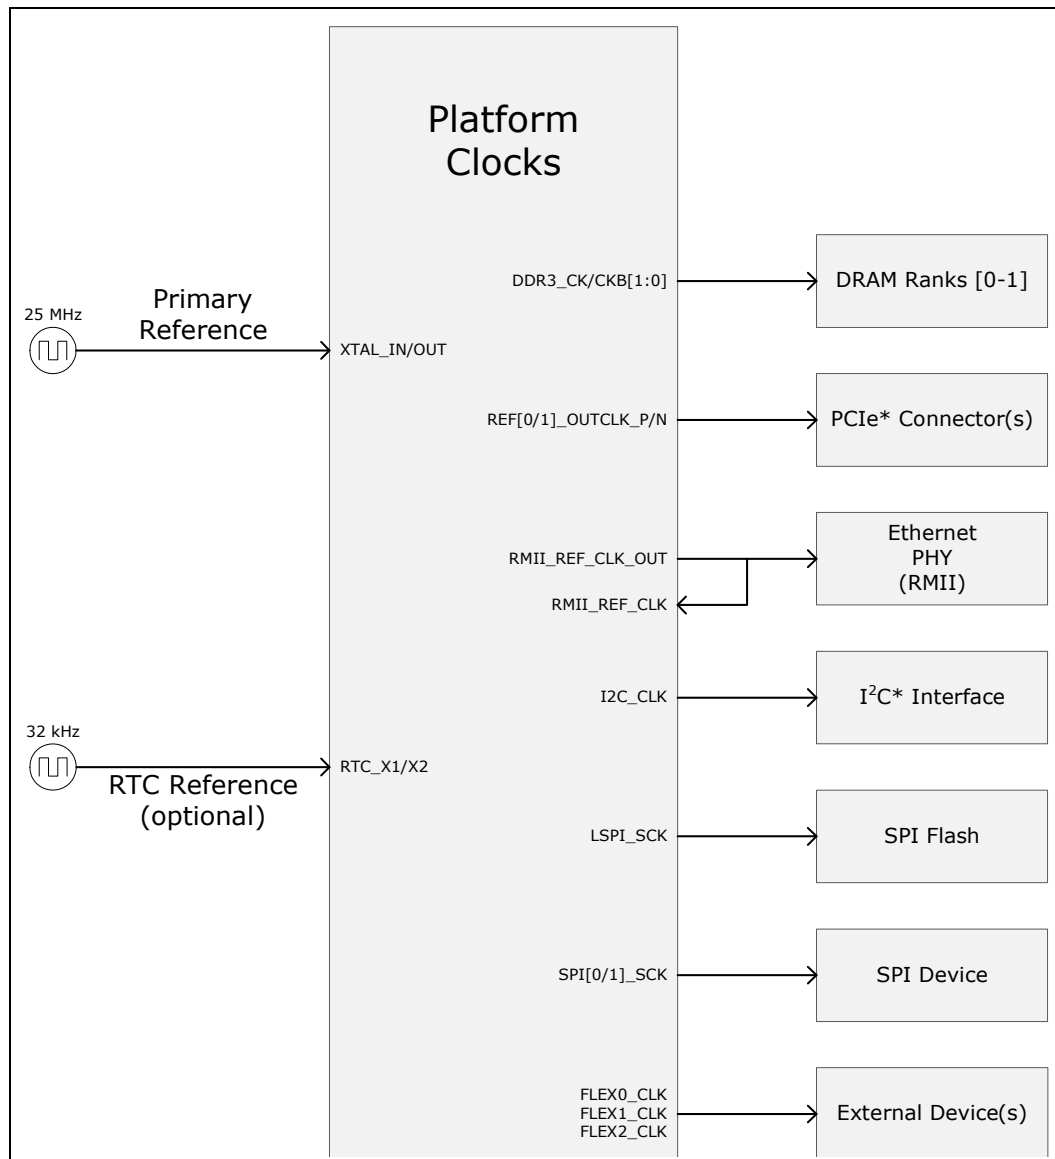 Platform
Clocks
DDR3_CK/CKB[1:0]
DRAM Ranks [0-1]
25 MHz
Primary
Reference
XTAL_IN/OUT
REF[0/1]_OUTCLK_P/N
PCIe* Connector(s)
RMII_REF_CLK_OUT
Ethernet
PHY
(RMII)
RMII_REF_CLK
I2C_CLK
I²C* Interface
32 kHz
RTC_X1/X2
RTC Reference
(optional)
LSPI_SCK
SPI Flash
SPI[0/1]_SCK
SPI Device
FLEX0_CLK
FLEX1_CLK
FLEX2_CLK
External Device(s)